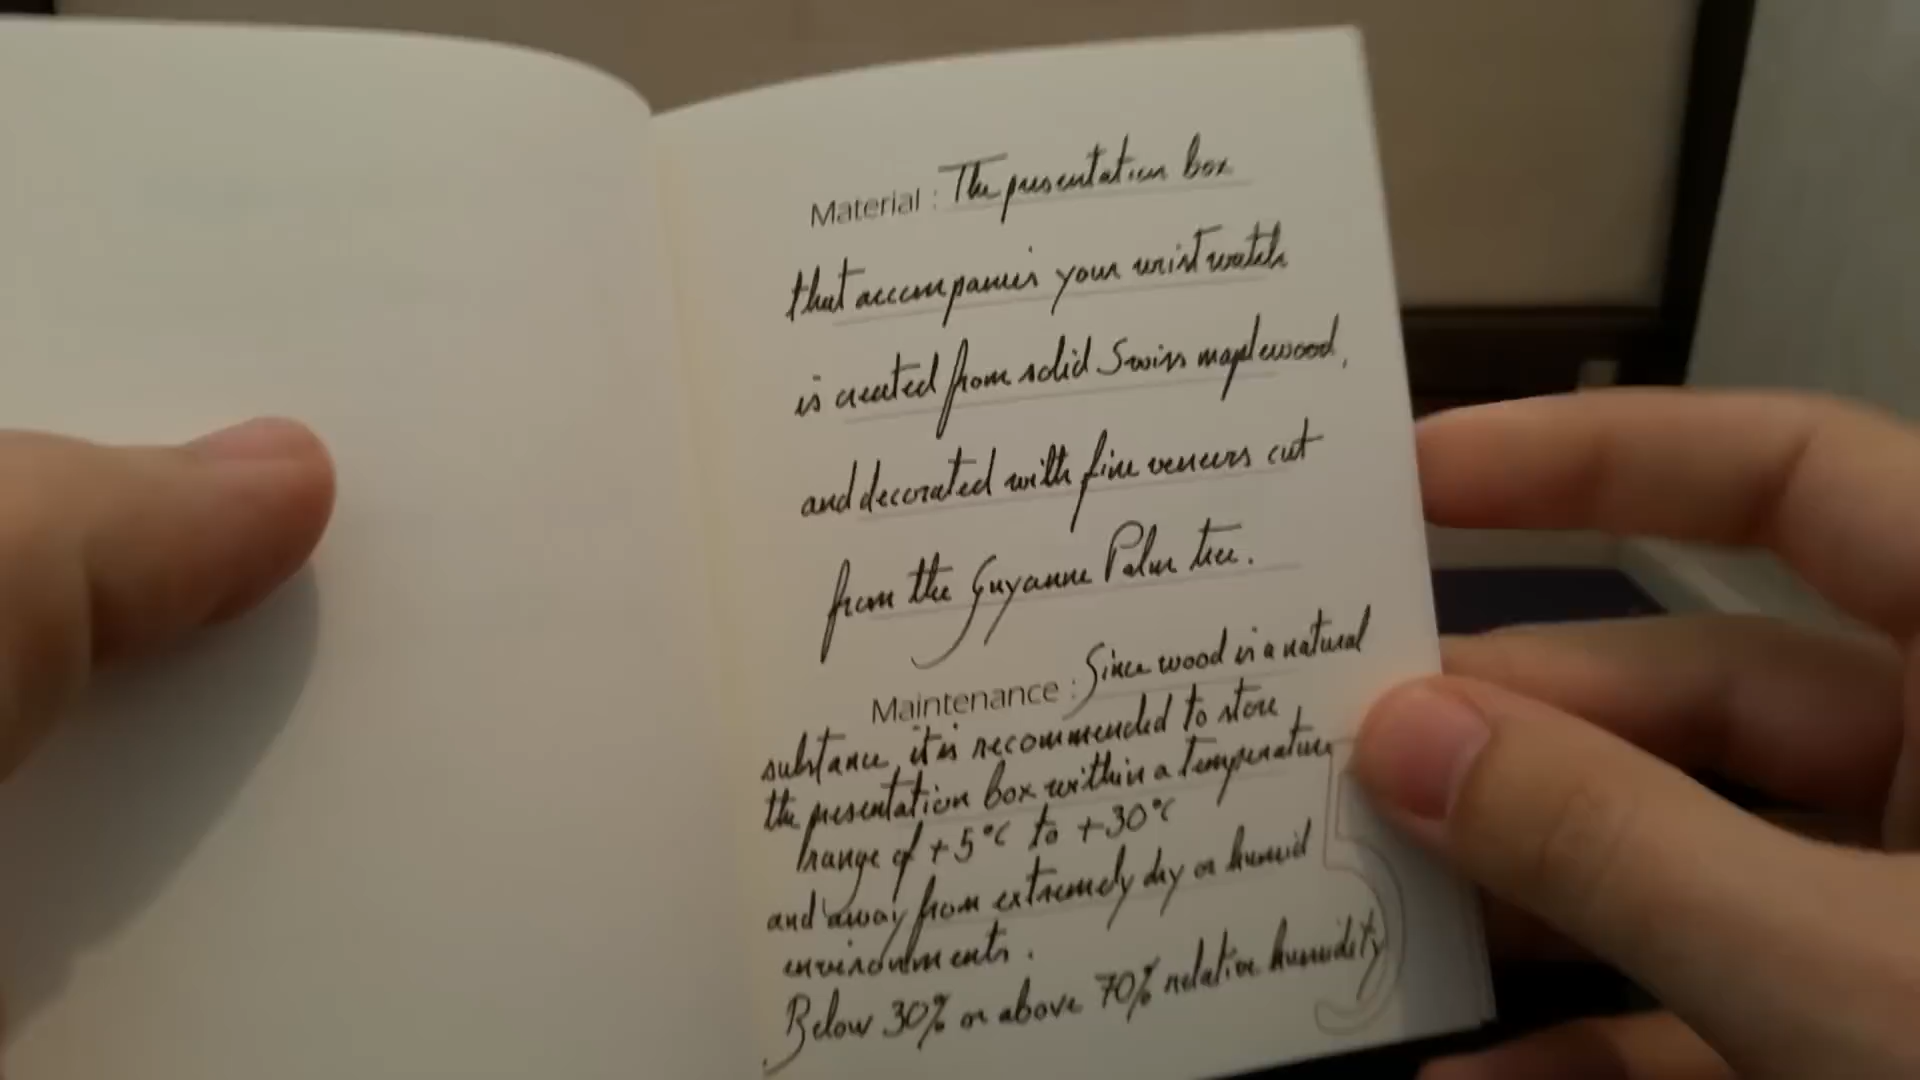 Material : The presentation box
that accompanies your wristwatch
is created from solid Swiss maplewood,
and decorated with fine veneers cut
from the Guyanne Palm tree.
Maintenance : Since wood is a natural
substance, it is recommended to store
the presentation box within a temperature
range of +5°C to +30°C
and away from extremely dry or humid
environments.
Below 30% or above 70% relative humidity
5